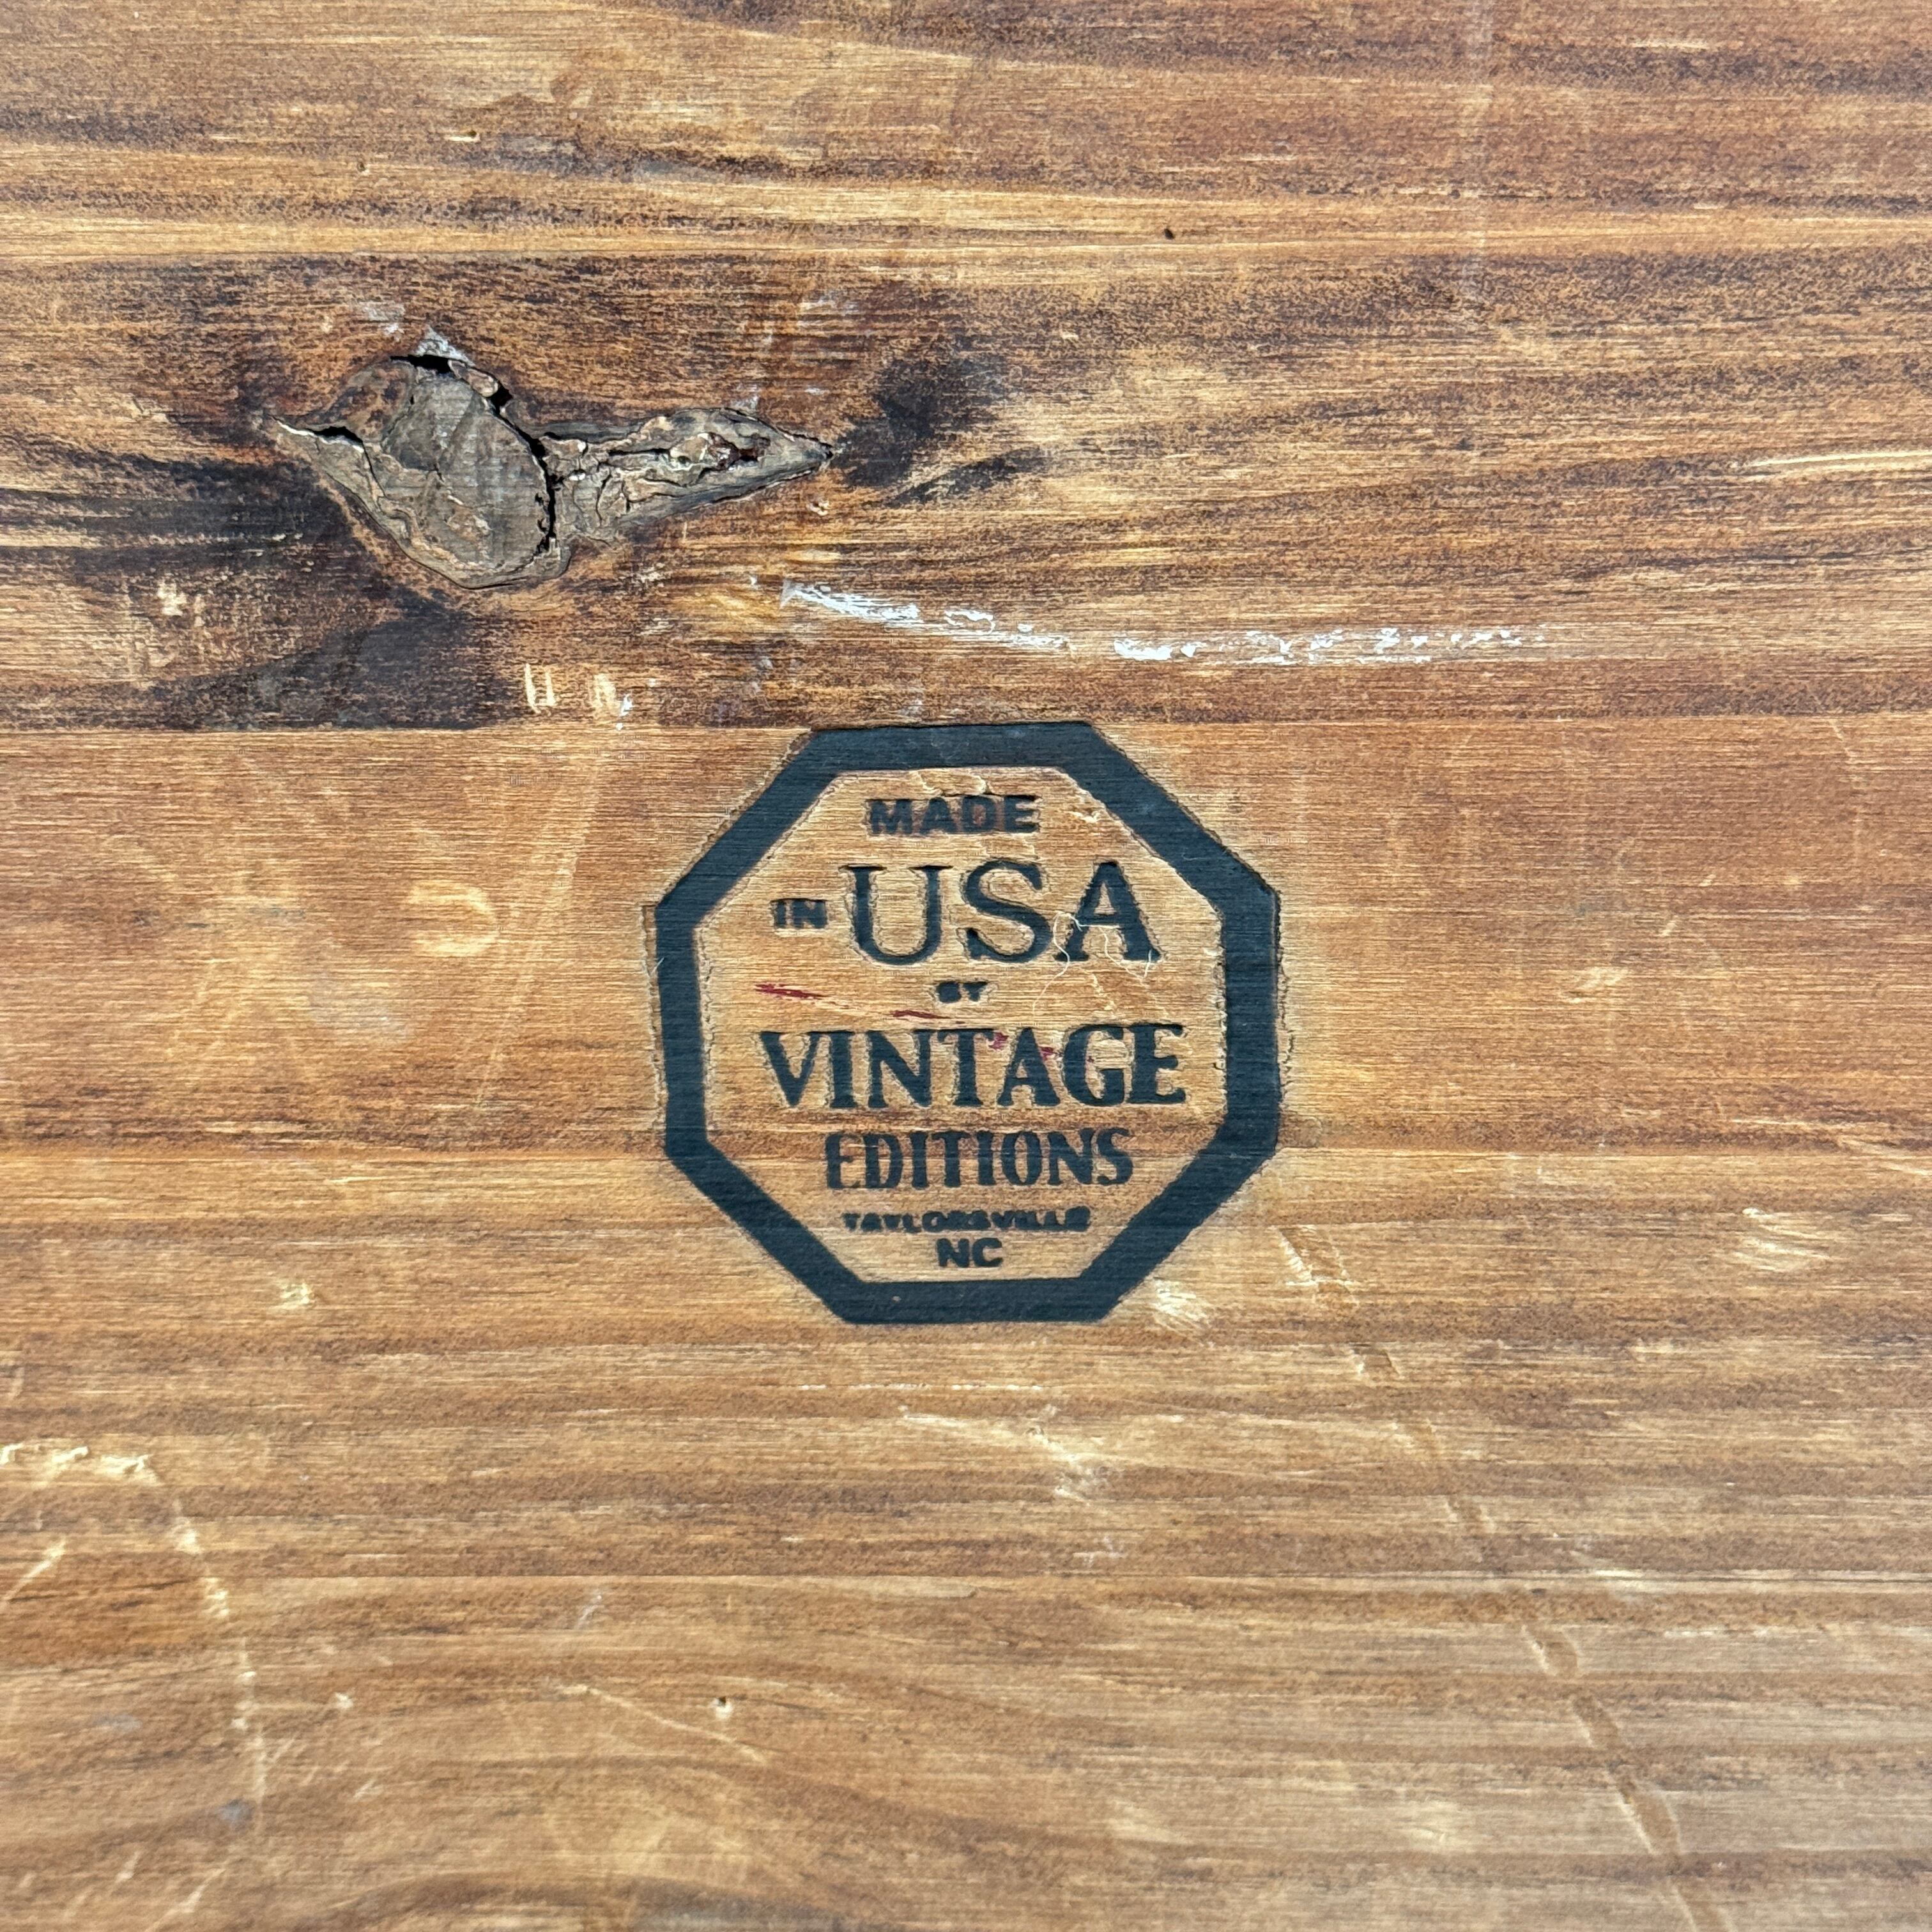 MADE
IN USA
BY
VINTAGE
EDITIONS
TAYLORSVILLE
NC